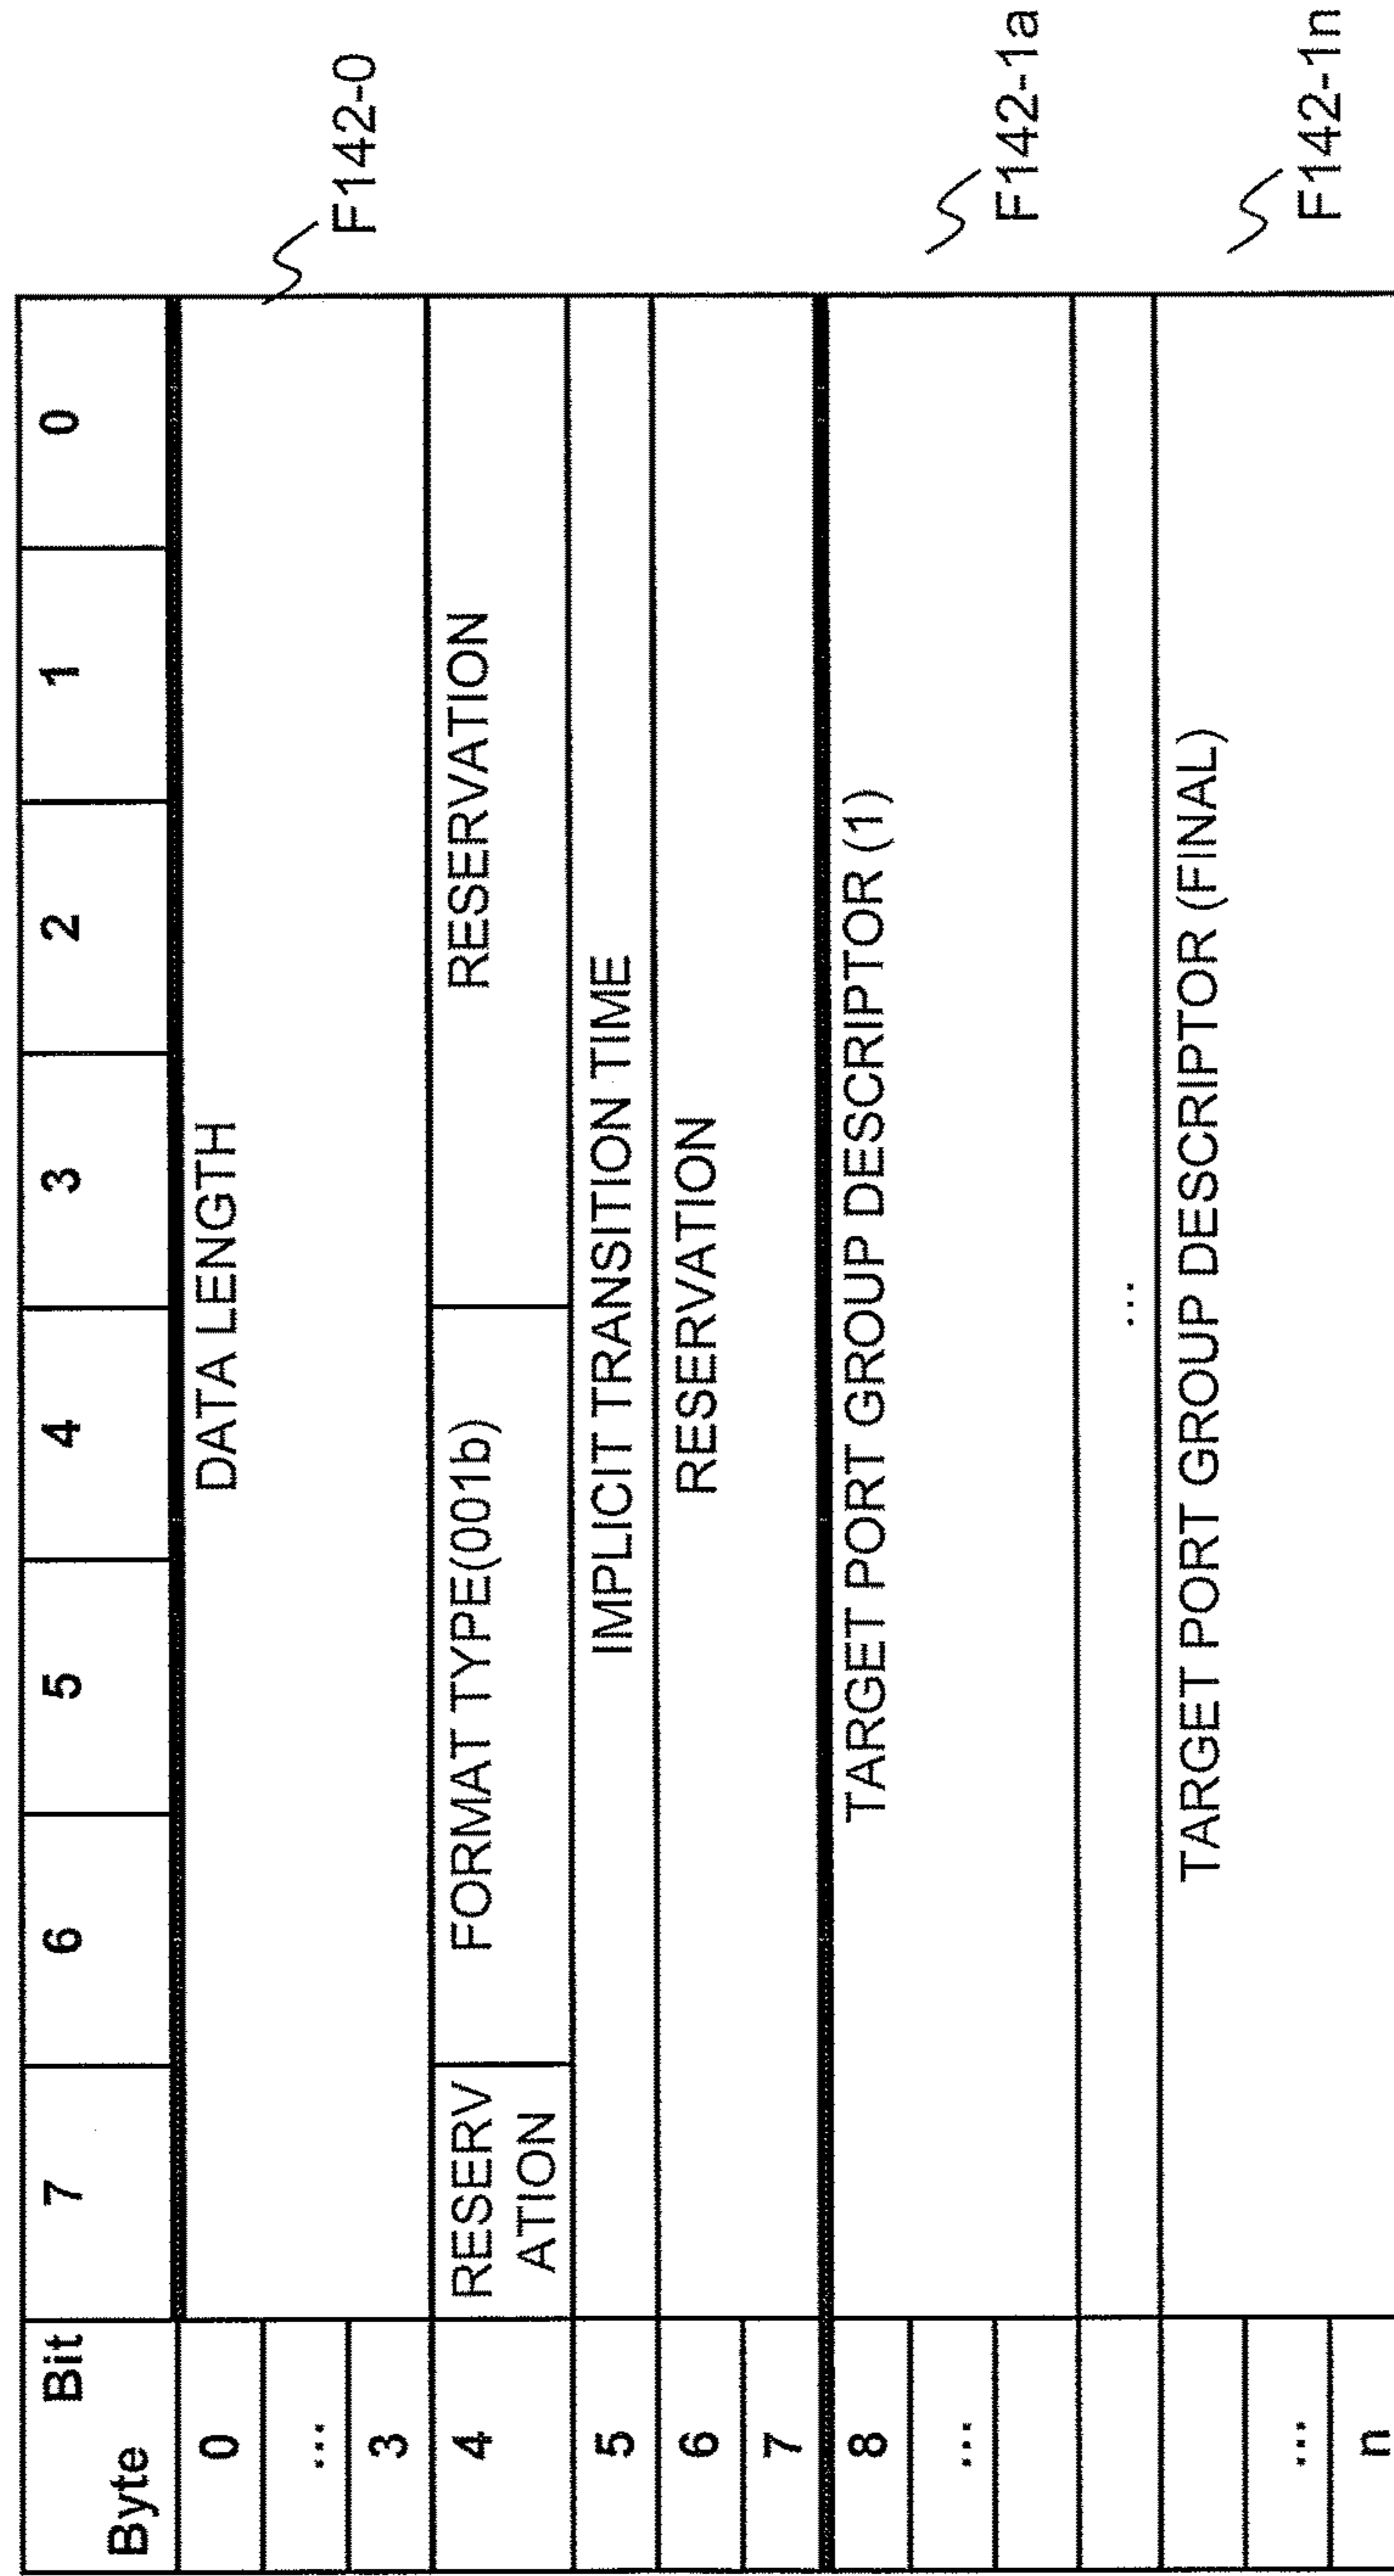 Bit 7 6 5 4 3 2 1 0
Byte
0 DATA LENGTH
...
3
F142-0
4 RESERV FORMAT TYPE(001b) RESERVATION
ATION
5 IMPLICIT TRANSITION TIME
6 RESERVATION
7
8 TARGET PORT GROUP DESCRIPTOR (1)
...
F142-1a
...
TARGET PORT GROUP DESCRIPTOR (FINAL)
...
F142-1n
n